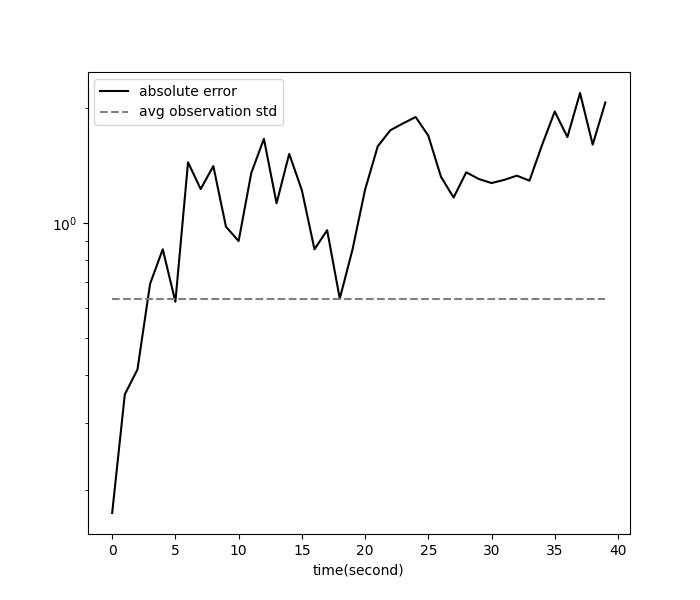 absolute error
avg observation std
10⁰
0 5 10 15 20 25 30 35 40
time(second)